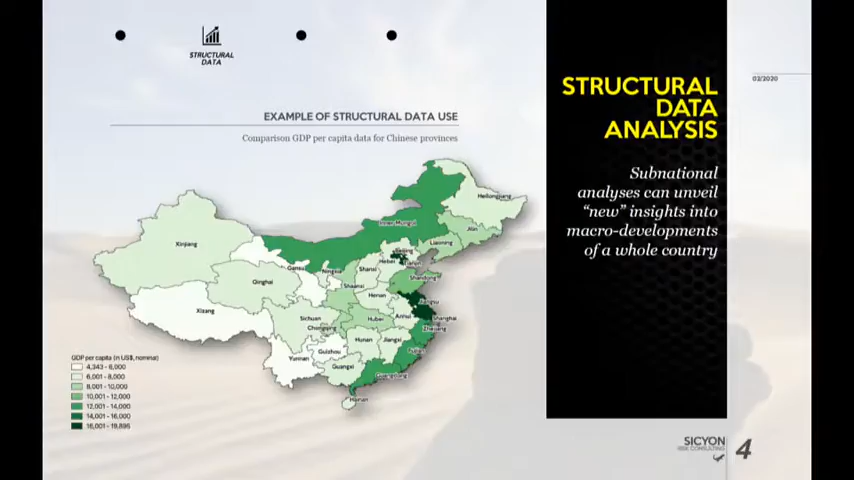 STRUCTURAL
DATA
EXAMPLE OF STRUCTURAL DATA USE
Comparison GDP per capita data for Chinese provinces
STRUCTURAL
DATA
ANALYSIS
Subnational
analyses can unveil
“new” insights into
macro-developments
of a whole country
03/2020
Heilongjiang
Inner Mongol
Jilin
Xinjiang
Liaoning
Beijing
Hebei
Tianjin
Gansu
Ningxia
Shanxi
Shandong
Qinghai
Shaanxi
Henan
Jiangsu
Xizang
Sichuan
Hubei
Anhui
Shanghai
Chongqing
Zhejiang
Hunan
Jiangxi
Guizhou
Fujian
Yunnan
Guangxi
Guangdong
Hainan
GDP per capita (in US$, nominal)
4,343 - 6,000
6,001 - 8,000
8,001 - 10,000
10,001 - 12,000
12,001 - 14,000
14,001 - 16,000
16,001 - 19,895
SICYON
RISK CONSULTING
4